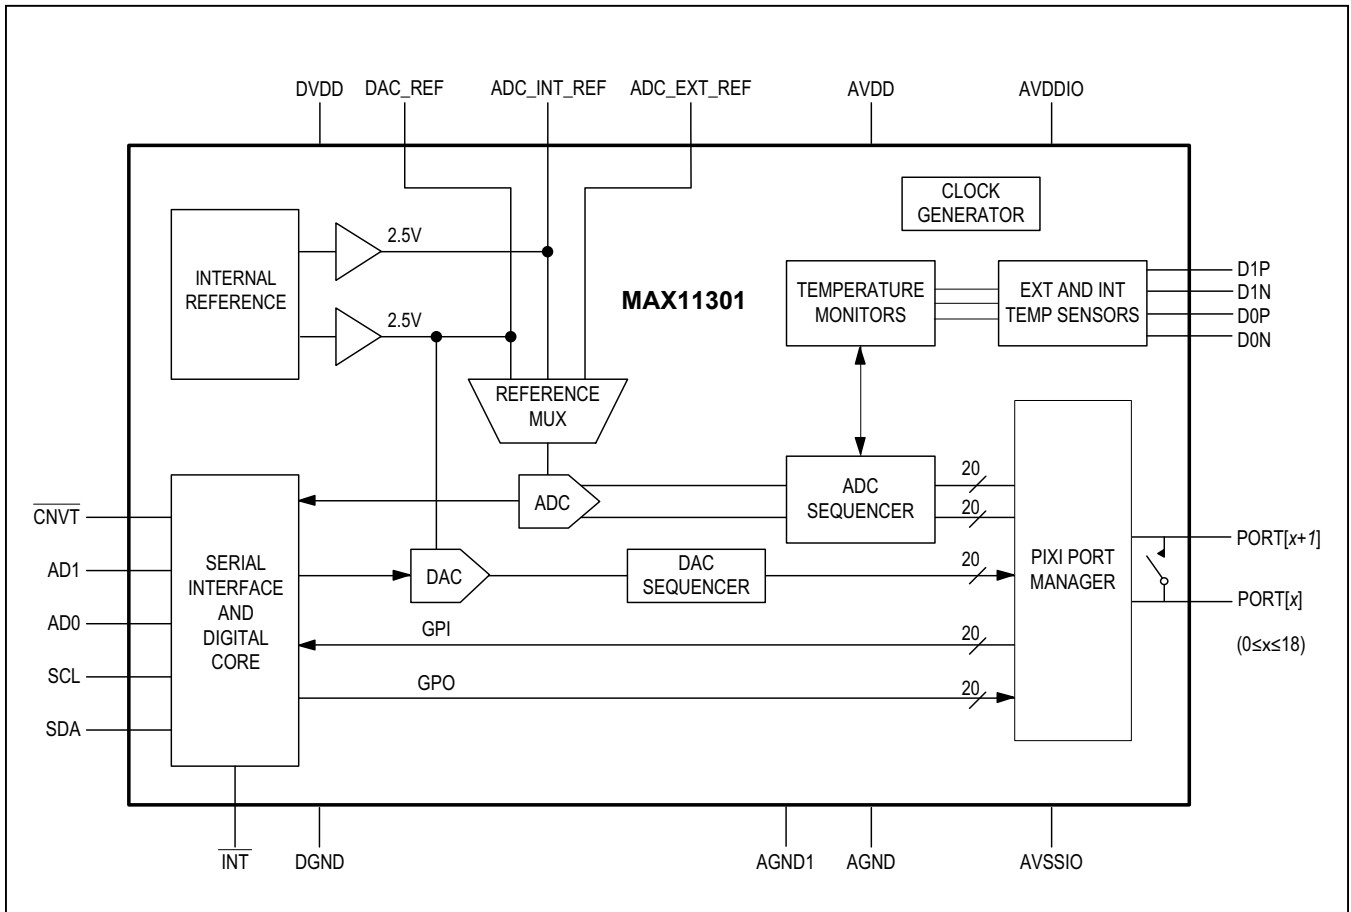 DVDD DAC_REF ADC_INT_REF ADC_EXT_REF AVDD AVDDIO
CLOCK
GENERATOR
2.5V
INTERNAL
REFERENCE
2.5V
MAX11301
TEMPERATURE
MONITORS
EXT AND INT
TEMP SENSORS
D1P
D1N
D0P
D0N
REFERENCE
MUX
ADC
ADC
SEQUENCER
20
20
CNVT
AD1
AD0
SCL
SDA
SERIAL
INTERFACE
AND
DIGITAL
CORE
DAC
DAC
SEQUENCER
20
GPI
20
GPO
20
PIXI PORT
MANAGER
PORT[x+1]
PORT[x]
(0≤x≤18)
INT DGND AGND1 AGND AVSSIO